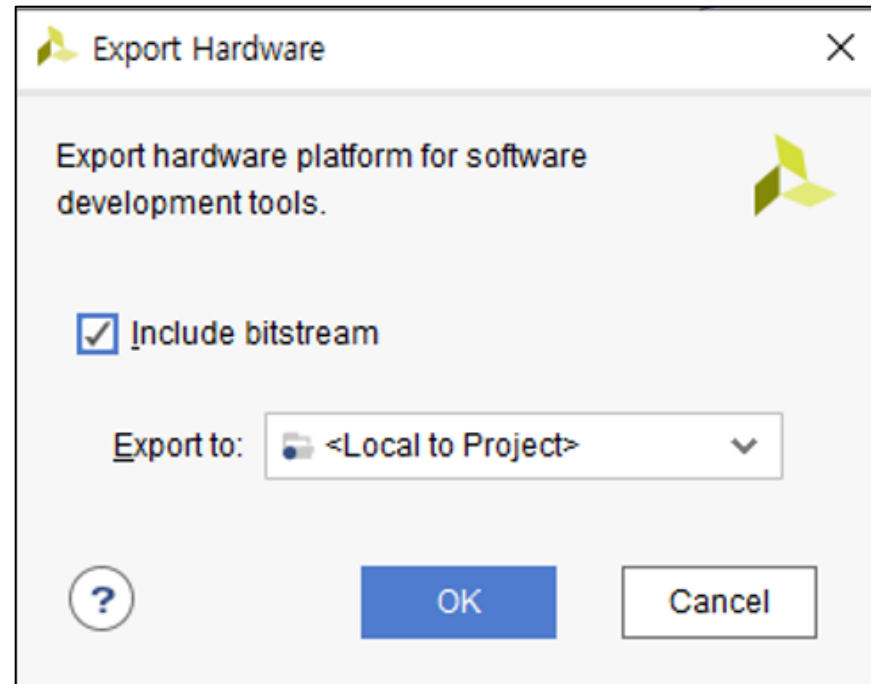 Export Hardware
Export hardware platform for software
development tools.
Include bitstream
Export to: <Local to Project>
?
OK Cancel